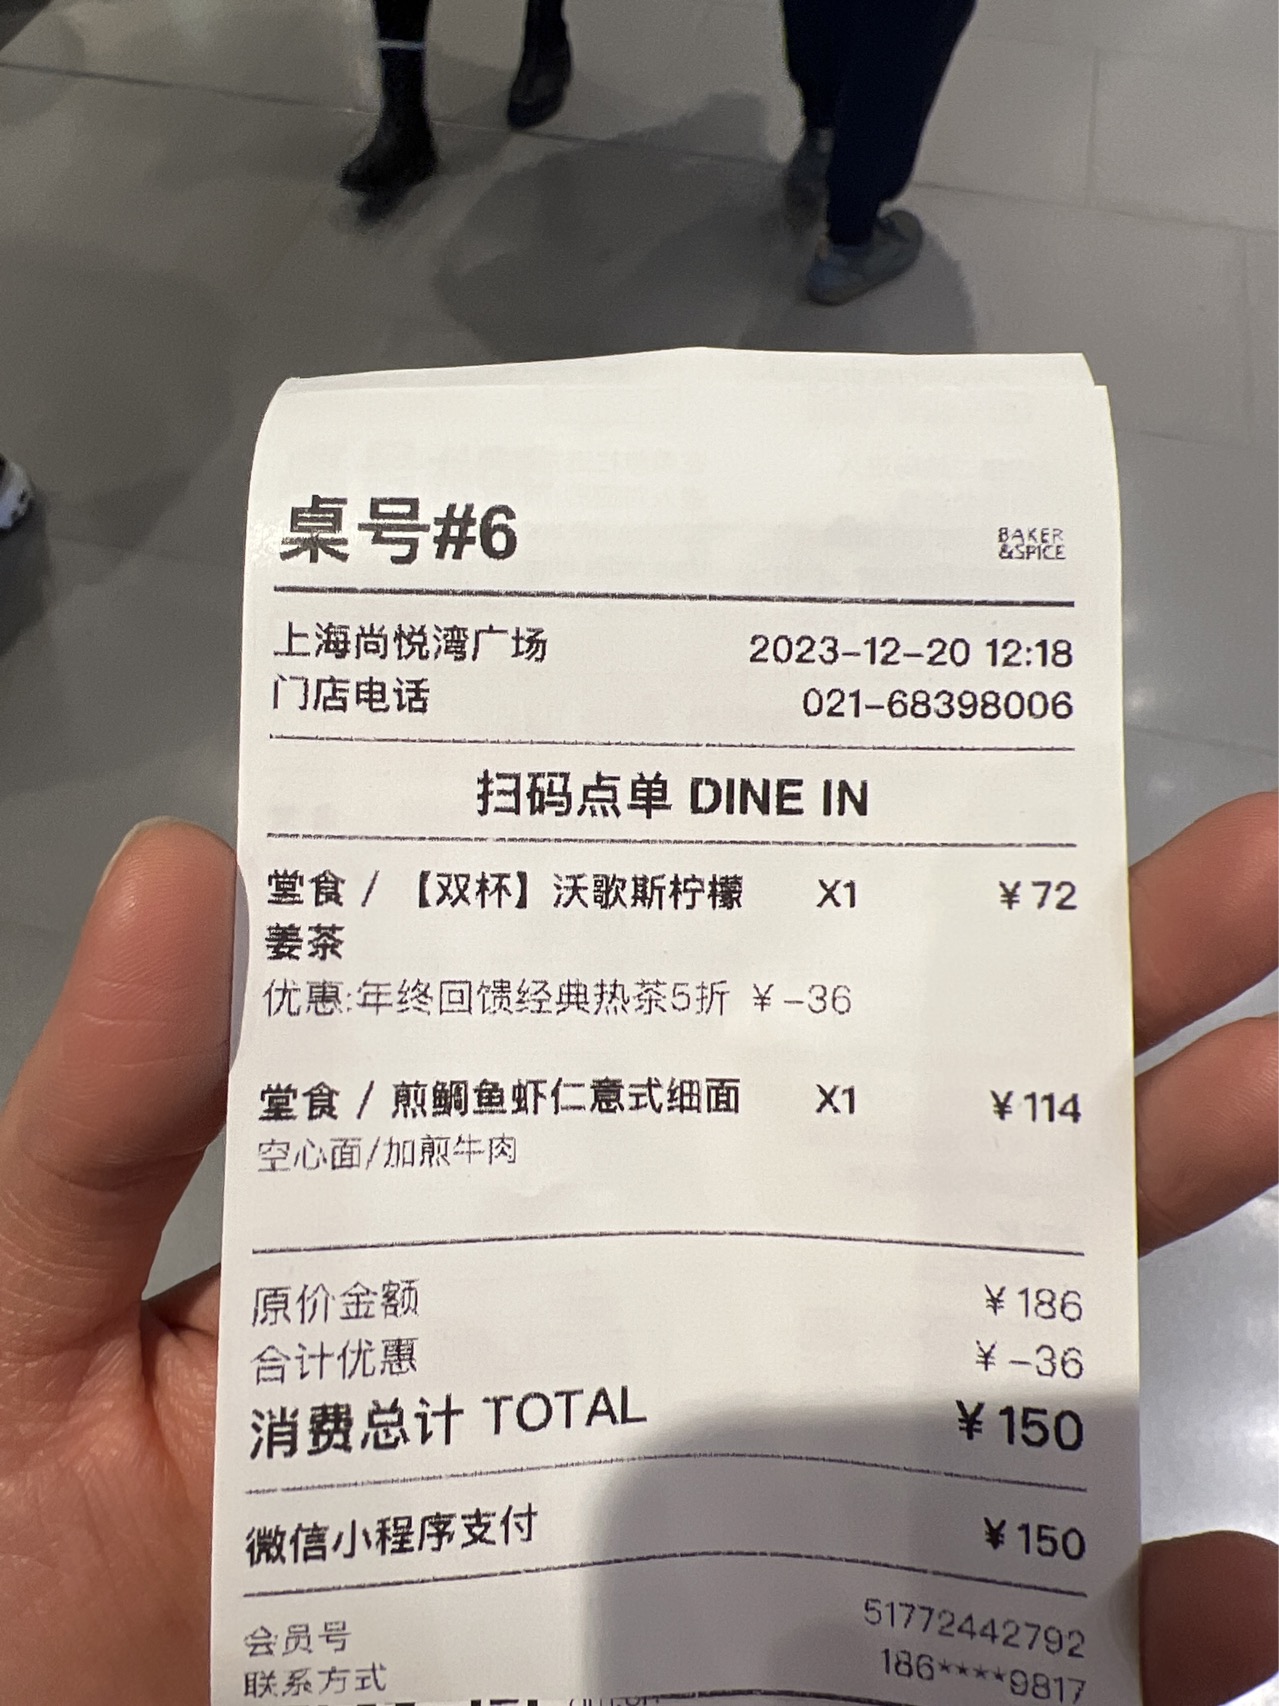 桌号#6
BAKER
&SPICE
上海尚悦湾广场 2023-12-20 12:18
门店电话 021-68398006
扫码点单 DINE IN
堂食 / 【双杯】沃歌斯柠檬 X1 ¥72
姜茶
优惠:年终回馈经典热茶5折 ¥-36
堂食 / 煎鲷鱼虾仁意式细面 X1 ¥114
空心面/加煎牛肉
原价金额 ¥186
合计优惠 ¥-36
消费总计 TOTAL ¥150
微信小程序支付 ¥150
会员号 51772442792
联系方式 186****9817